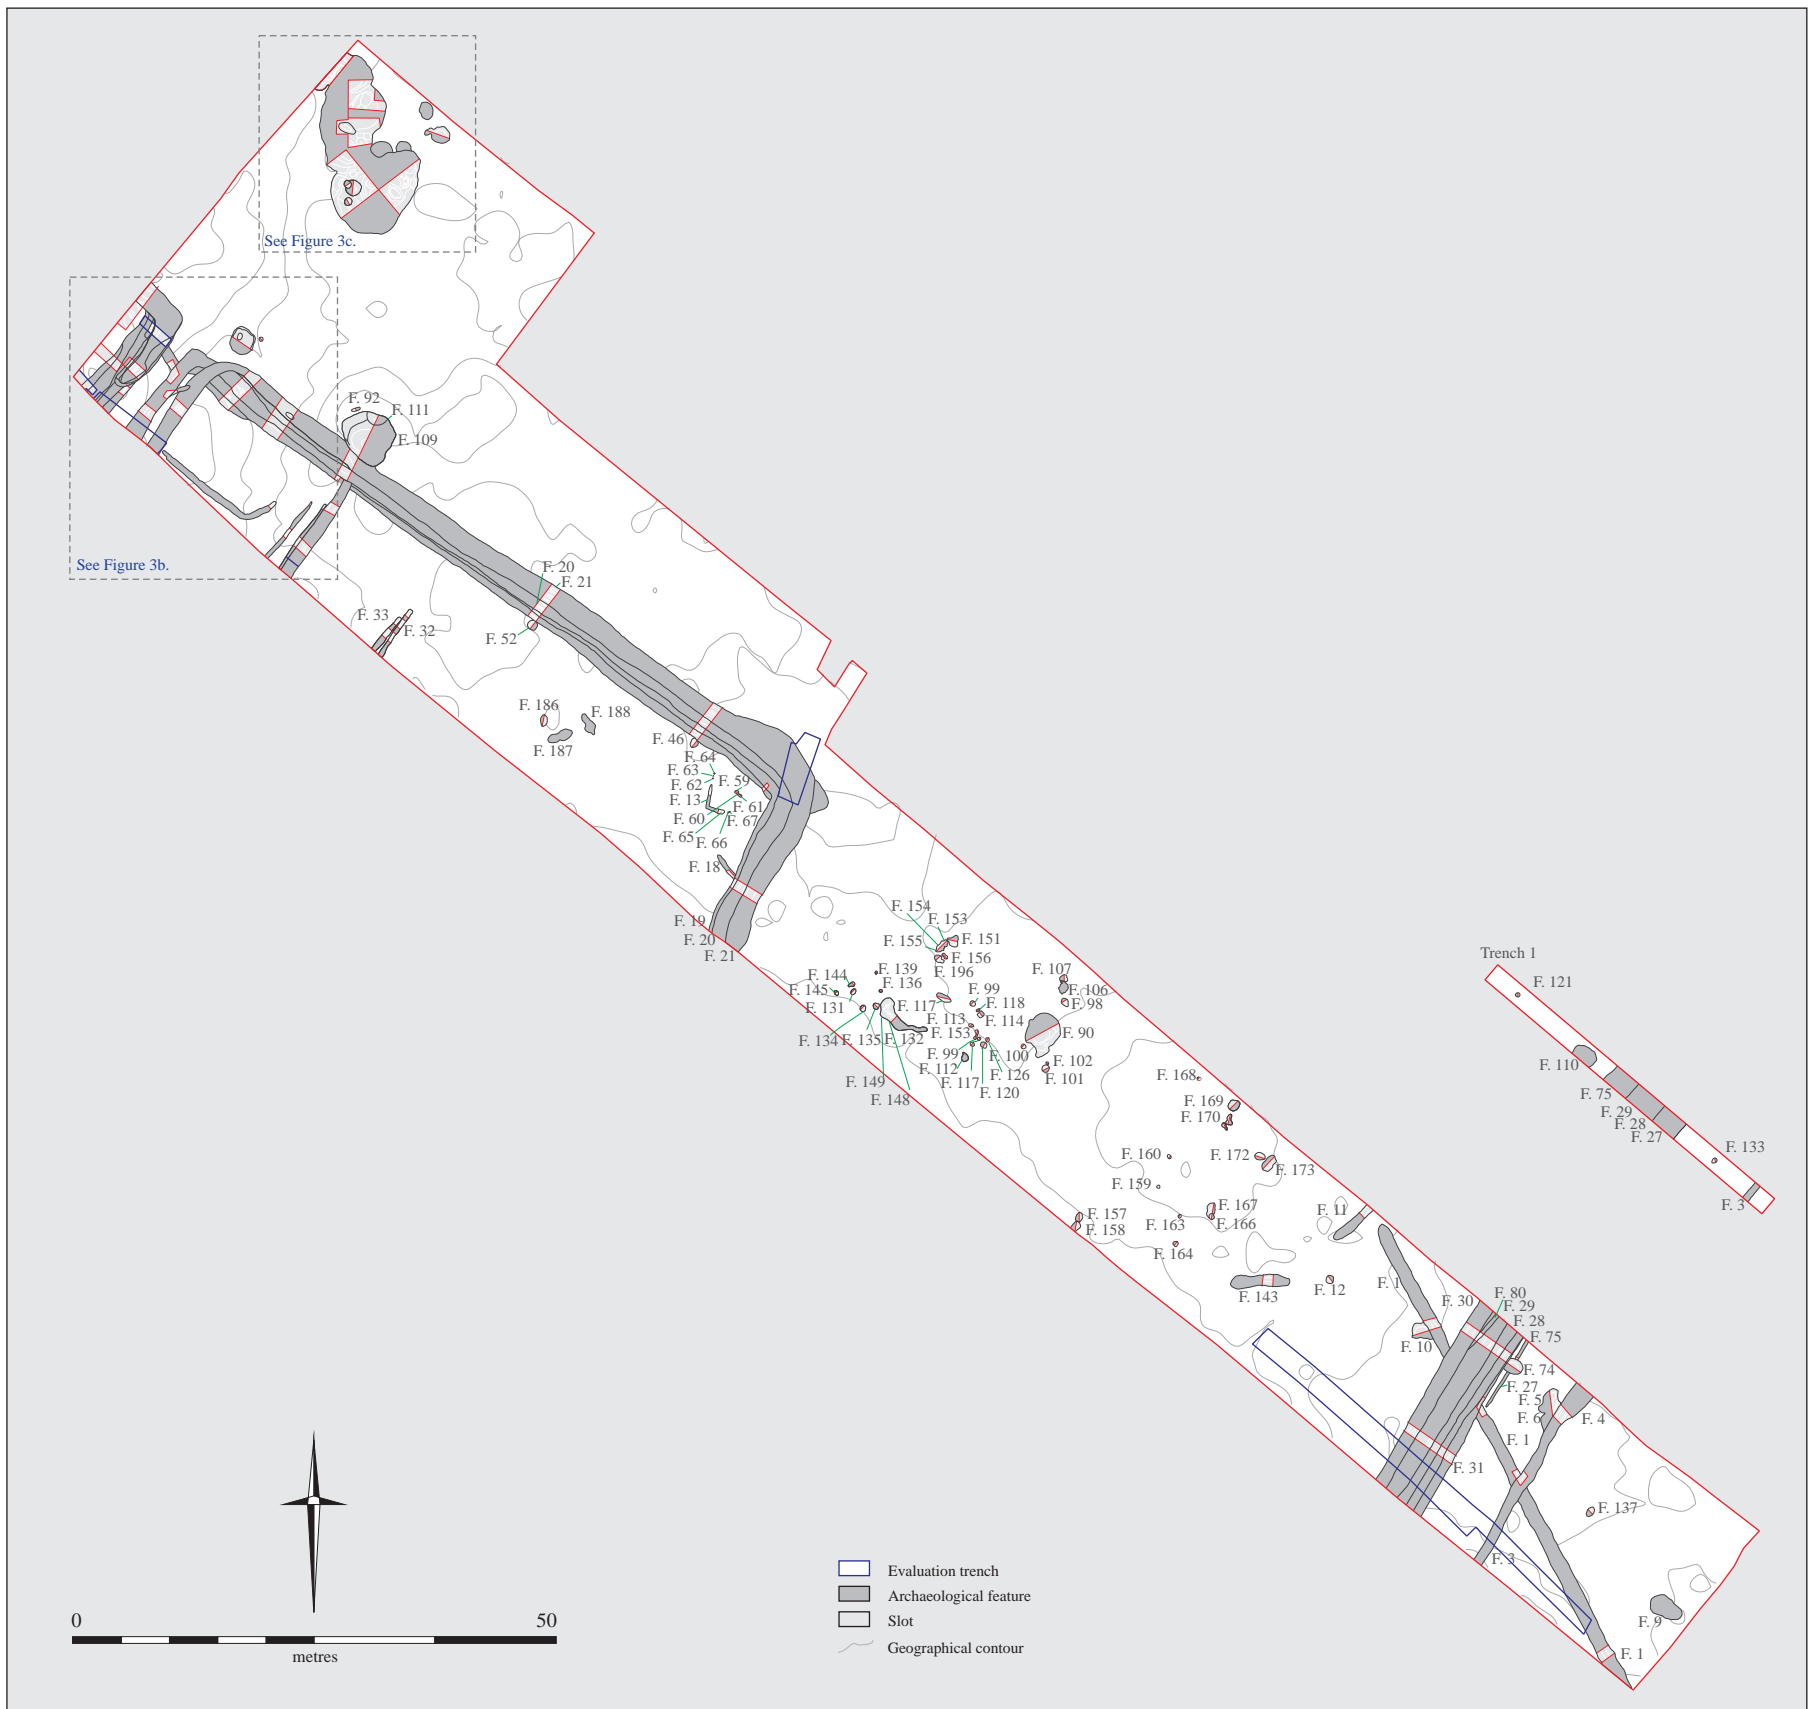 See Figure 3c.
F. 92
F. 111
F. 109
See Figure 3b.
F. 20
F. 21
F. 33
F. 32
F. 52
F. 186
F. 188
F. 187
F. 46
F. 64
F. 63
F. 62
F. 59
F. 13
F. 61
F. 60
F. 67
F. 65
F. 66
F. 18
F. 19
F. 20
F. 21
F. 154
F. 153
F. 155
F. 151
F. 156
F. 196
F. 139
F. 144
F. 136
F. 145
F. 131
F. 117
F. 99
F. 118
F. 107
F. 106
F. 98
F. 113
F. 114
F. 134
F. 135
F. 132
F. 153
F. 90
F. 99
F. 100
F. 112
F. 102
F. 126
F. 101
F. 149
F. 117
F. 120
F. 148
Trench 1
F. 121
F. 110
F. 75
F. 29
F. 28
F. 27
F. 133
F. 3
F. 168
F. 169
F. 170
F. 160
F. 172
F. 173
F. 159
F. 167
F. 157
F. 163
F. 166
F. 158
F. 164
F. 11
F. 143
F. 12
F. 1
F. 30
F. 80
F. 29
F. 28
F. 75
F. 10
F. 74
F. 27
F. 5
F. 6
F. 4
F. 1
F. 31
F. 137
F. 3
F. 9
F. 1
0 50
metres
Evaluation trench
Archaeological feature
Slot
Geographical contour